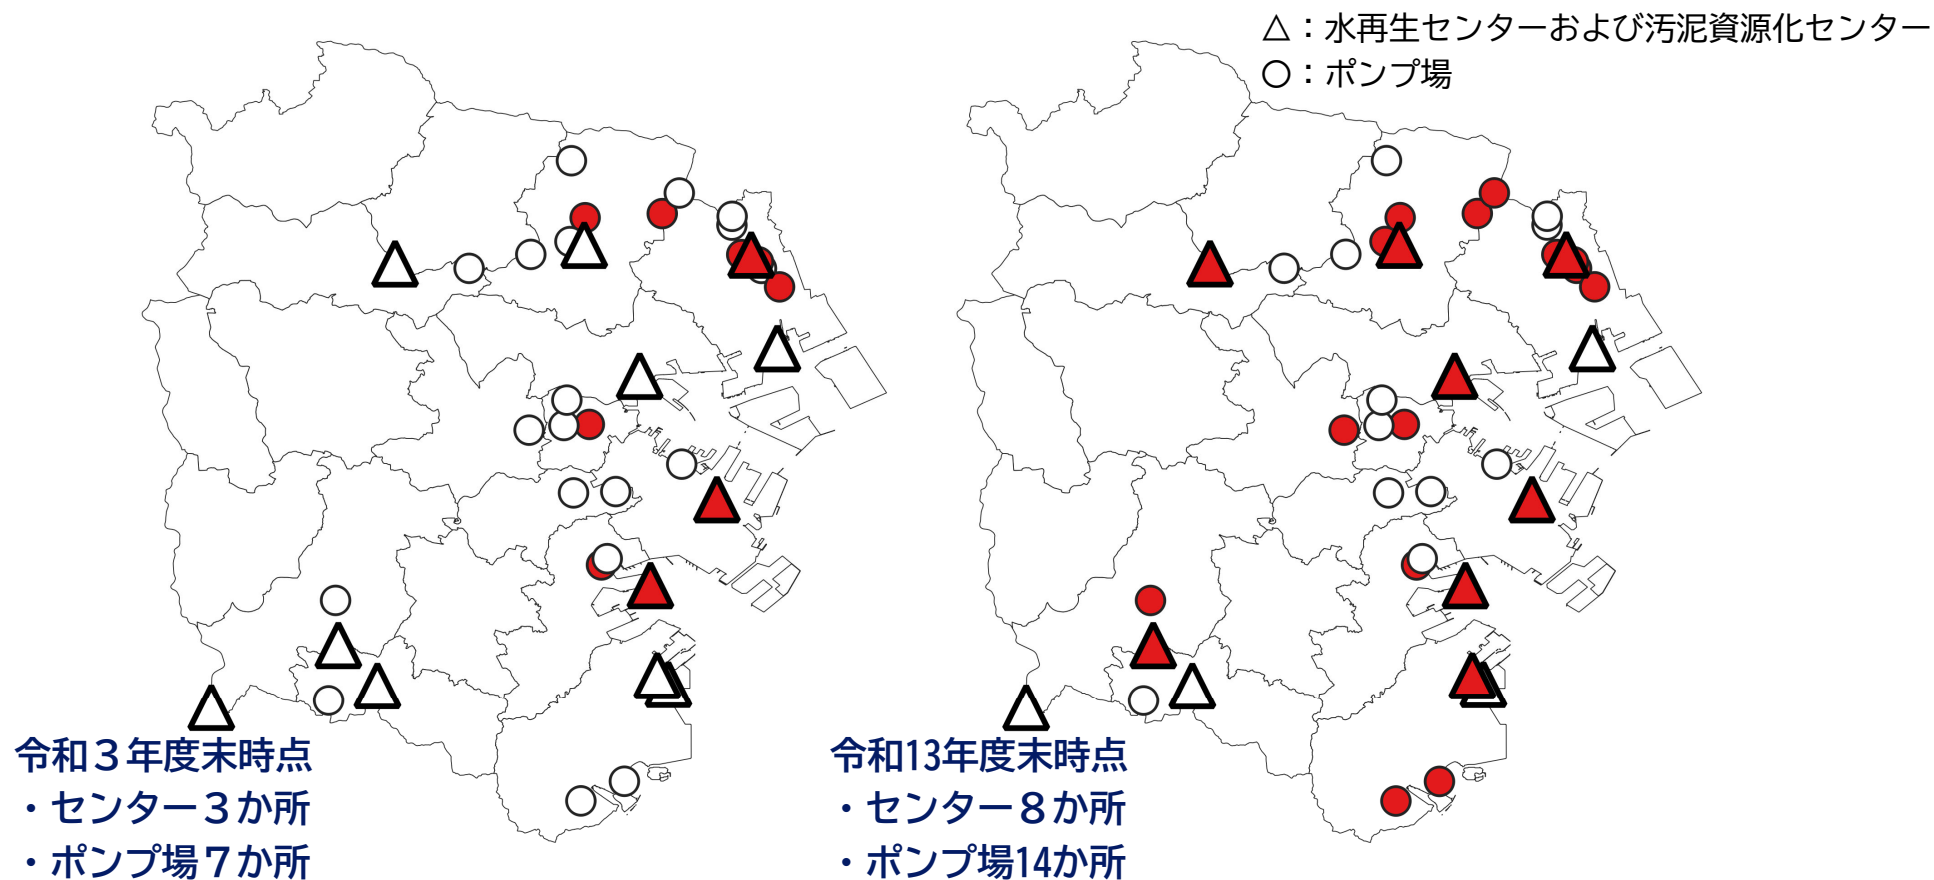 △：水再生センターおよび汚泥資源化センター
○：ポンプ場
令和３年度末時点
・センター３か所
・ポンプ場７か所
令和13年度末時点
・センター８か所
・ポンプ場14か所